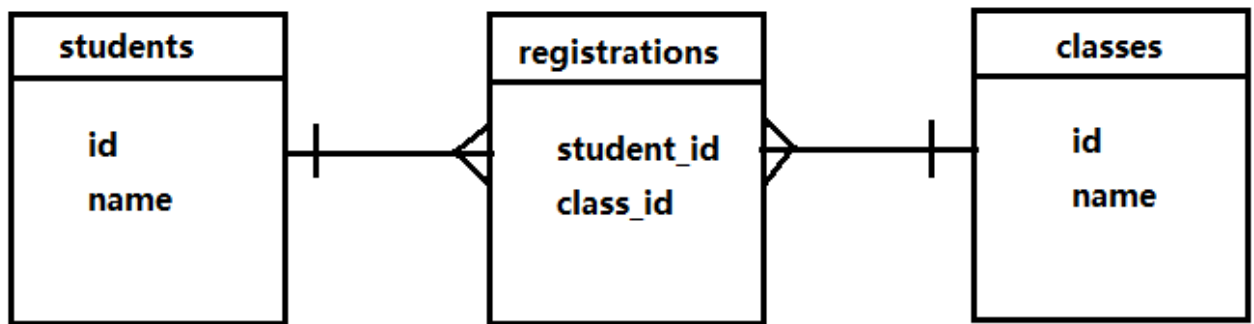 students
id
name
registrations
student_id
class_id
classes
id
name